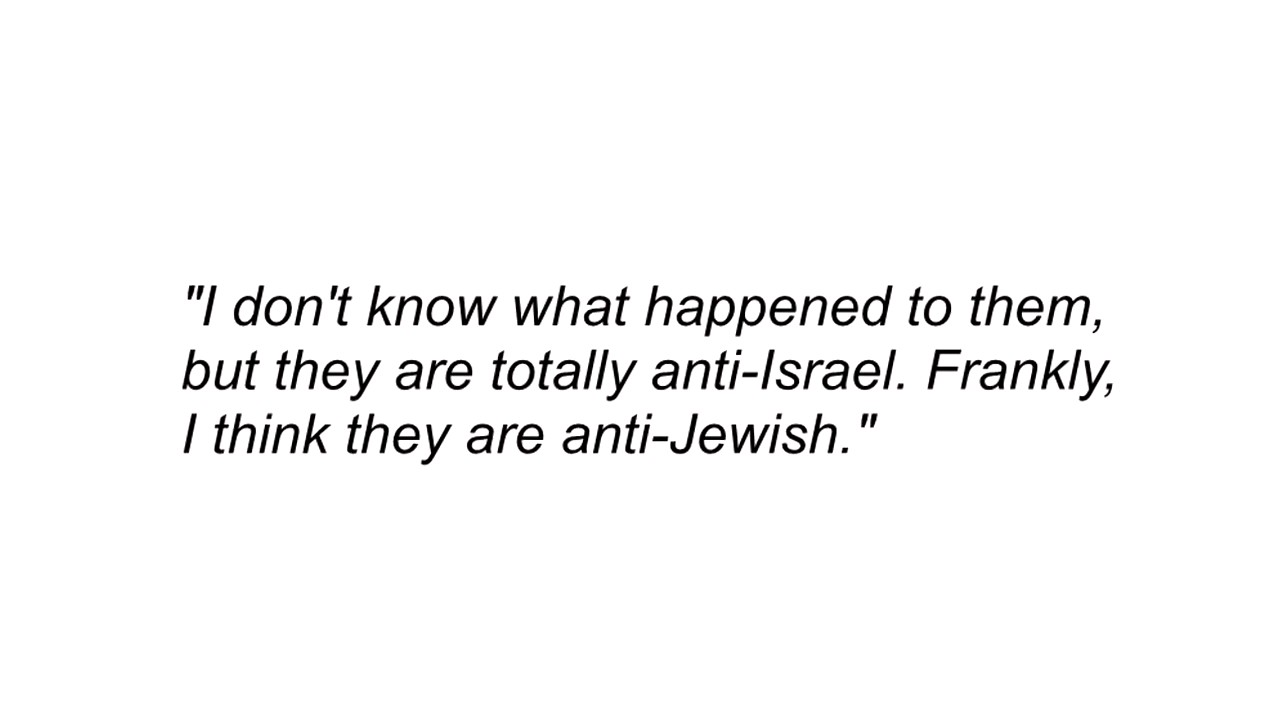 "I don't know what happened to them,
but they are totally anti-Israel. Frankly,
I think they are anti-Jewish."